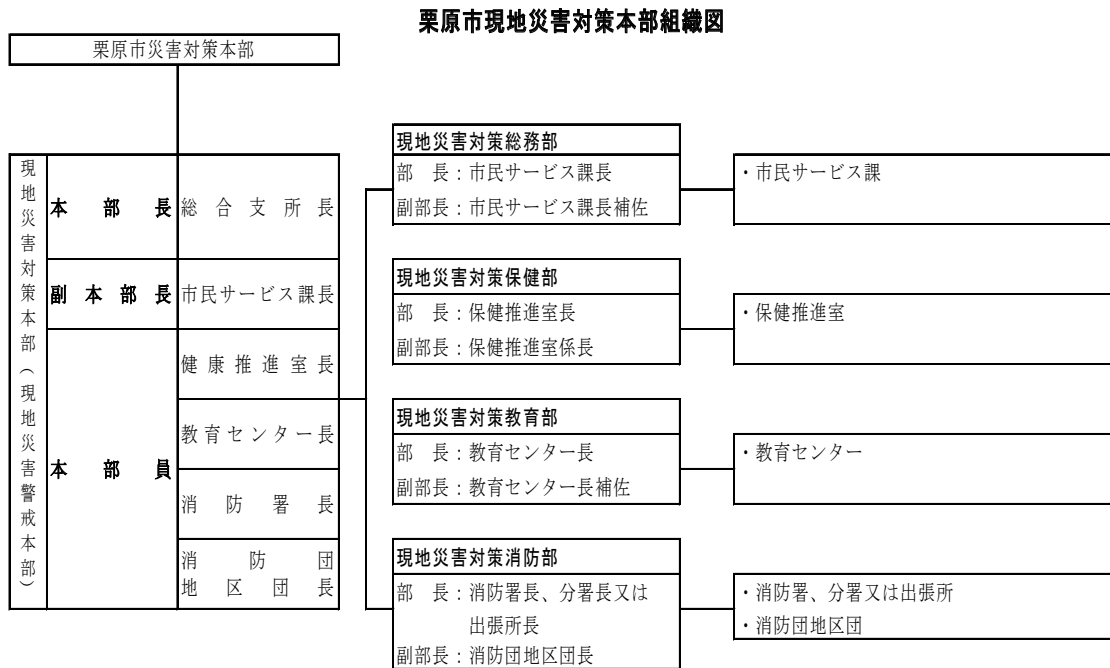 栗原市現地災害対策本部組織図
栗原市災害対策本部
現地災害対策本部（現地災害警戒本部）
本部長
総合支所長
副本部長
市民サービス課長
本部員
健康推進室長
教育センター長
消防署長
消防団
地区団長
現地災害対策総務部
部　長：市民サービス課長
副部長：市民サービス課長補佐
・市民サービス課
現地災害対策保健部
部　長：保健推進室長
副部長：保健推進室係長
・保健推進室
現地災害対策教育部
部　長：教育センター長
副部長：教育センター長補佐
・教育センター
現地災害対策消防部
部　長：消防署長、分署長又は
出張所長
副部長：消防団地区団長
・消防署、分署又は出張所
・消防団地区団